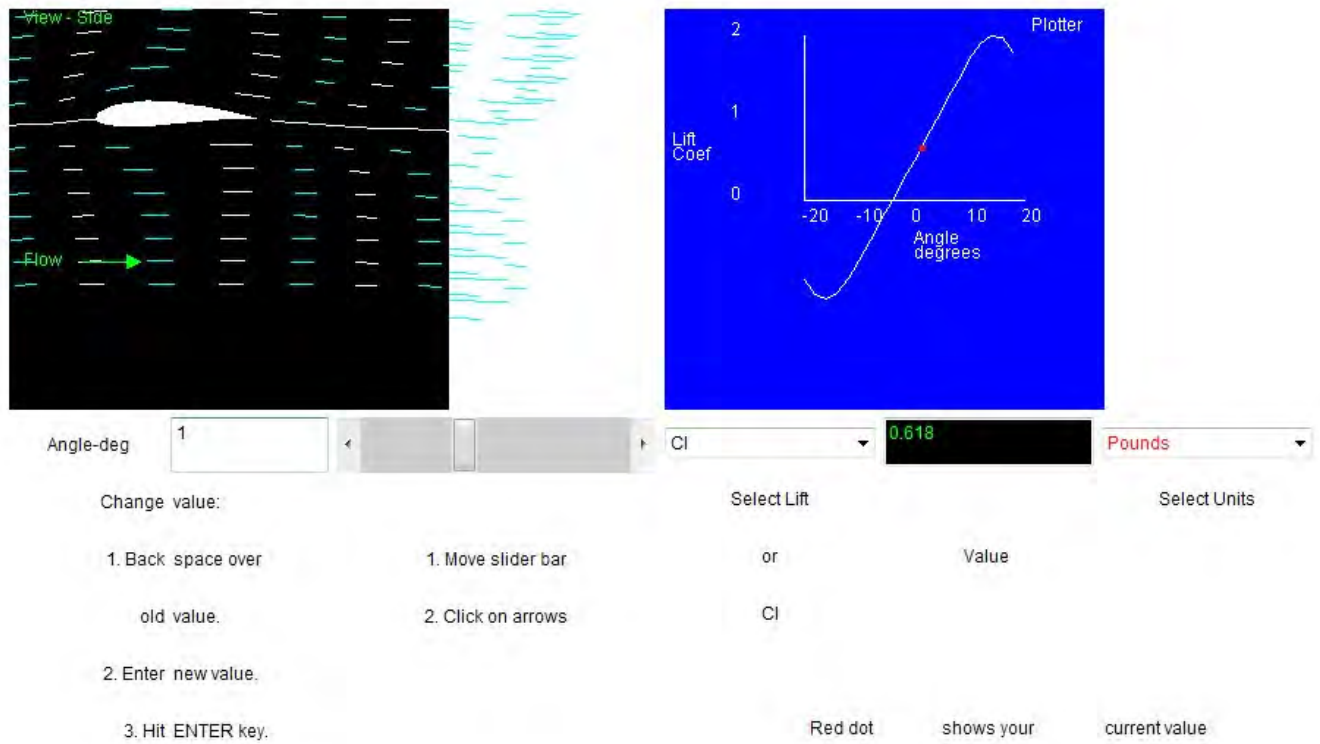 View - Side
Flow
Plotter
2
1
Lift
Coef
0
-20 -10 0 10 20
Angle
degrees
Angle-deg 1 Cl 0.618 Pounds
Change value: Select Lift Select Units
1. Back space over 1. Move slider bar or Value
old value. 2. Click on arrows Cl
2. Enter new value.
3. Hit ENTER key. Red dot shows your current value